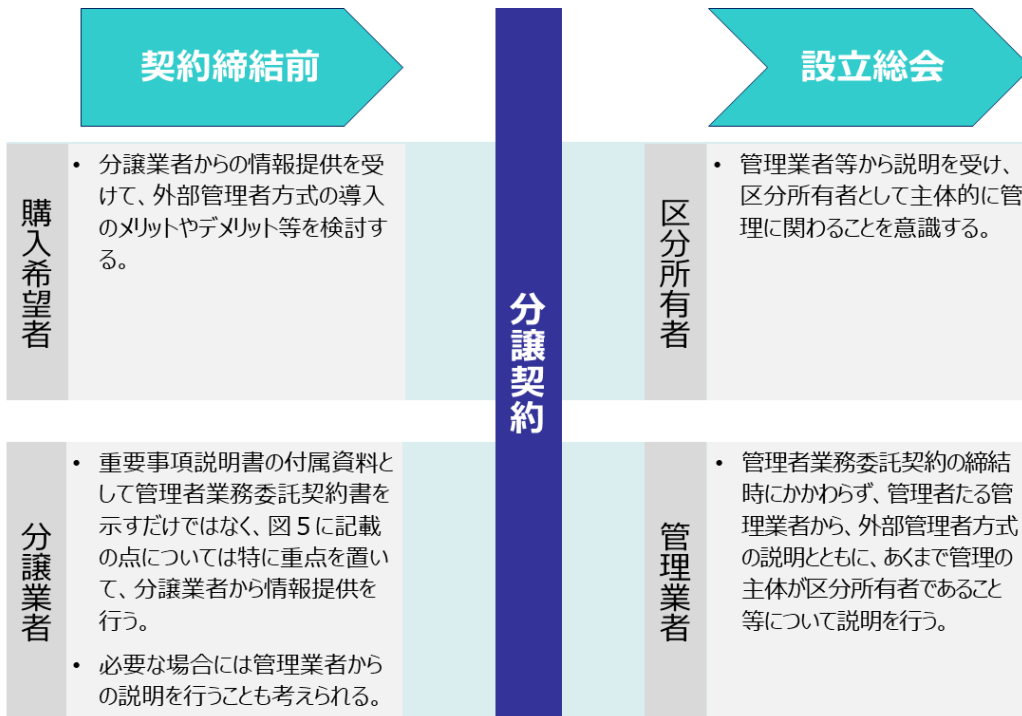 契約締結前
設立総会
分譲契約
購入希望者
• 分譲業者からの情報提供を受
けて、外部管理者方式の導入
のメリットやデメリット等を検討す
る。
区分所有者
• 管理業者等から説明を受け、
区分所有者として主体的に管
理に関わることを意識する。
分譲業者
• 重要事項説明書の付属資料と
して管理者業務委託契約書を
示すだけではなく、図５に記載
の点については特に重点を置い
て、分譲業者から情報提供を
行う。
• 必要な場合には管理業者から
の説明を行うことも考えられる。
管理業者
• 管理者業務委託契約の締結
時にかかわらず、管理者たる管
理業者から、外部管理者方式
の説明とともに、あくまで管理の
主体が区分所有者であること
等について説明を行う。